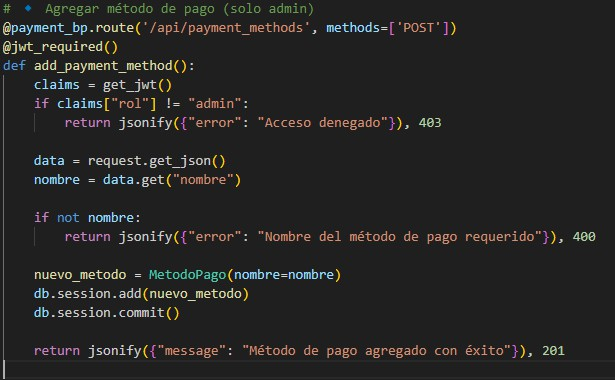 # 🔹 Agregar método de pago (solo admin)
@payment_bp.route('/api/payment_methods', methods=['POST'])
@jwt_required()
def add_payment_method():
    claims = get_jwt()
    if claims["rol"] != "admin":
        return jsonify({"error": "Acceso denegado"}), 403

    data = request.get_json()
    nombre = data.get("nombre")

    if not nombre:
        return jsonify({"error": "Nombre del método de pago requerido"}), 400

    nuevo_metodo = MetodoPago(nombre=nombre)
    db.session.add(nuevo_metodo)
    db.session.commit()

    return jsonify({"message": "Método de pago agregado con éxito"}), 201